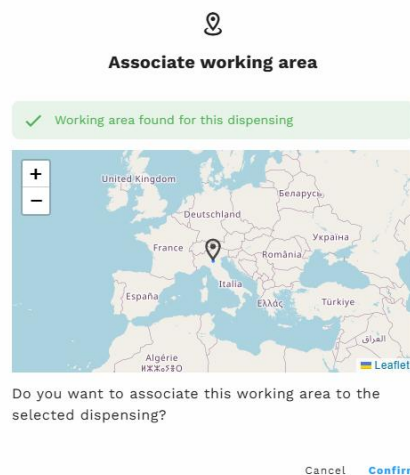 Associate working area
Working area found for this dispensing
+
−
United Kingdom
Беларусь
Deutschland
Україна
France
România
Italia
España
Ελλάς
Türkiye
العراق
Algérie
Leaflet
Do you want to associate this working area to the
selected dispensing?
Cancel Confirm